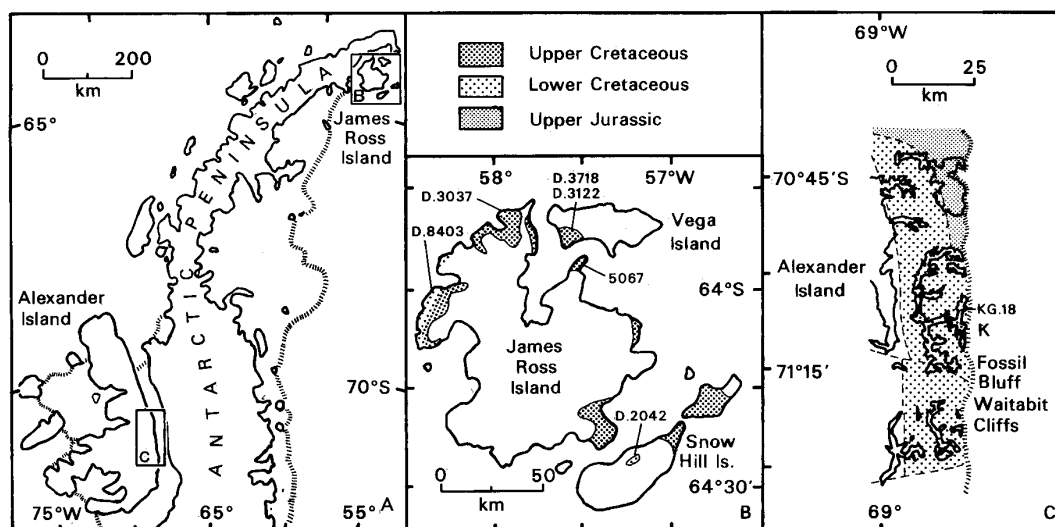 0 200
km
65°
B
James
Ross
Island
ANTARCTIC PENINSULA
Alexander
Island
70°S
C
75°W 65° 55° A
Upper Cretaceous
Lower Cretaceous
Upper Jurassic
58° 57°W
D.3037
D.3718
D.3122
D.8403
Vega
Island
5067
64°S
James
Ross
Island
D.2042
Snow
Hill Is.
0 50
km
64°30'
B
69°W
0 25
km
70°45'S
Alexander
Island
KG.18
K
71°15'
Fossil
Bluff
Waitabit
Cliffs
69° C